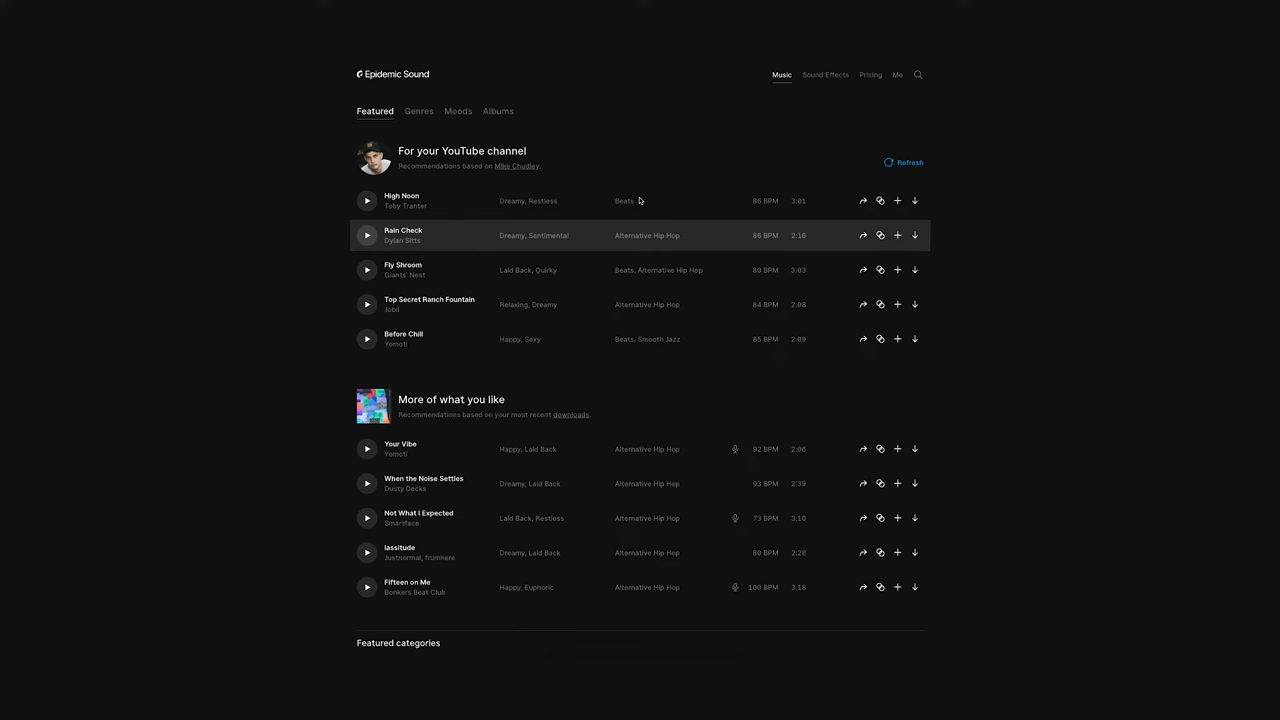 Epidemic Sound
Music Sound Effects Pricing Me
Featured Genres Moods Albums
For your YouTube channel
Recommendations based on Mike Chudley.
Refresh
High Noon
Toby Tranter
Dreamy, Restless
Beats
86 BPM
3:01
Rain Check
Dylan Sitts
Dreamy, Sentimental
Alternative Hip Hop
86 BPM
2:16
Fly Shroom
Giants' Nest
Laid Back, Quirky
Beats, Alternative Hip Hop
80 BPM
3:03
Top Secret Ranch Fountain
Jobii
Relaxing, Dreamy
Alternative Hip Hop
84 BPM
2:08
Before Chill
Yomoti
Happy, Sexy
Beats, Smooth Jazz
85 BPM
2:09
More of what you like
Recommendations based on your most recent downloads.
Your Vibe
Yomoti
Happy, Laid Back
Alternative Hip Hop
92 BPM
2:06
When the Noise Settles
Dusty Decks
Dreamy, Laid Back
Alternative Hip Hop
93 BPM
2:39
Not What I Expected
Smartface
Laid Back, Restless
Alternative Hip Hop
73 BPM
3:10
lassitude
Justnormal, frumhere
Dreamy, Laid Back
Alternative Hip Hop
80 BPM
2:28
Fifteen on Me
Bonkers Beat Club
Happy, Euphoric
Alternative Hip Hop
100 BPM
3:18
Featured categories